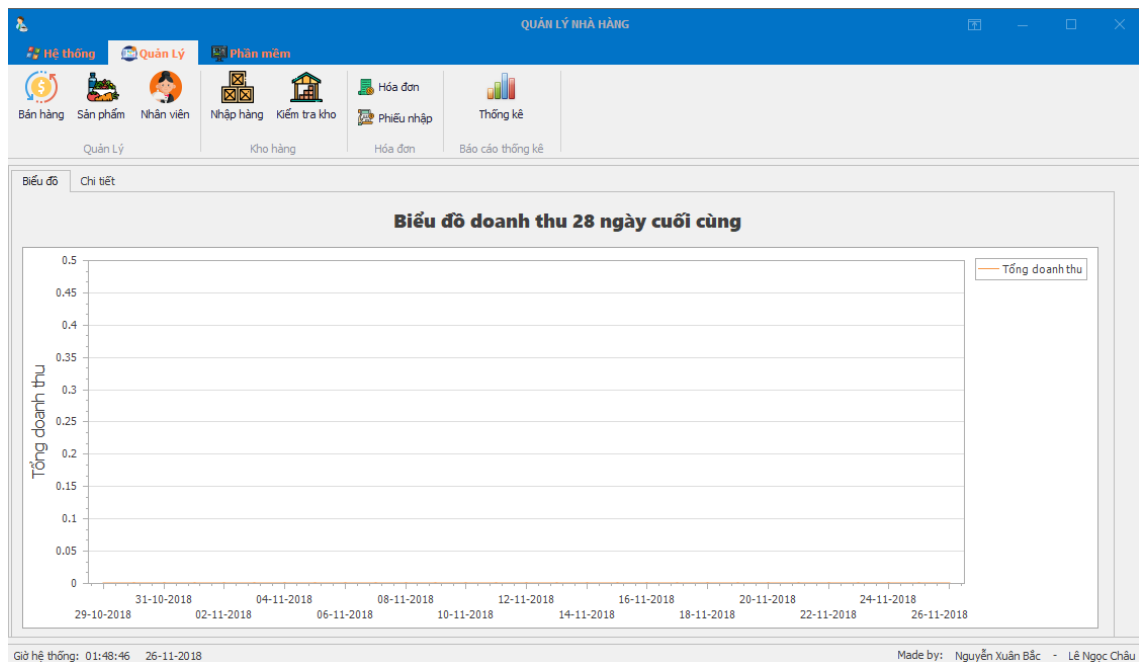 QUẢN LÝ NHÀ HÀNG
Hệ thống Quản Lý Phần mềm
Bán hàng Sản phẩm Nhân viên Nhập hàng Kiểm tra kho Hóa đơn Phiếu nhập Thống kê
Quản Lý Kho hàng Hóa đơn Báo cáo thống kê
Biểu đồ Chi tiết
Biểu đồ doanh thu 28 ngày cuối cùng
Tổng doanh thu
Tổng doanh thu
0.5
0.45
0.4
0.35
0.3
0.25
0.2
0.15
0.1
0.05
0
31-10-2018 04-11-2018 08-11-2018 12-11-2018 16-11-2018 20-11-2018 24-11-2018
29-10-2018 02-11-2018 06-11-2018 10-11-2018 14-11-2018 18-11-2018 22-11-2018 26-11-2018
Giờ hệ thống: 01:48:46 26-11-2018 Made by: Nguyễn Xuân Bắc - Lê Ngọc Châu